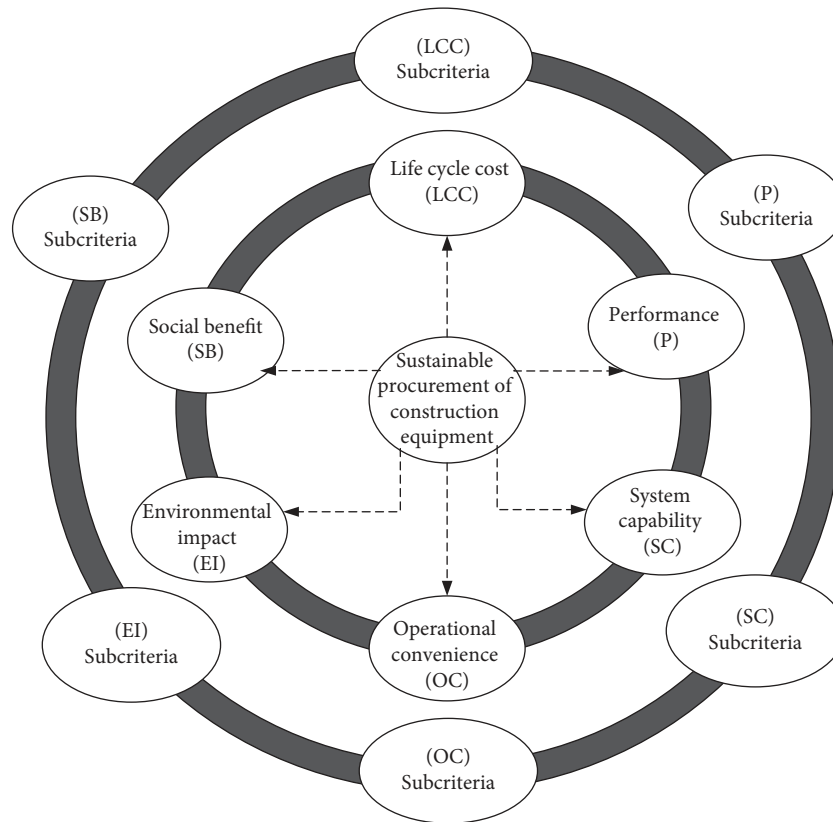 (LCC)
Subcriteria
Life cycle cost
(LCC)
(P)
Subcriteria
(SB)
Subcriteria
Performance
(P)
Social benefit
(SB)
Sustainable
procurement of
construction
equipment
System
capability
(SC)
Environmental
impact
(EI)
(SC)
Subcriteria
(EI)
Subcriteria
Operational
convenience
(OC)
(OC)
Subcriteria